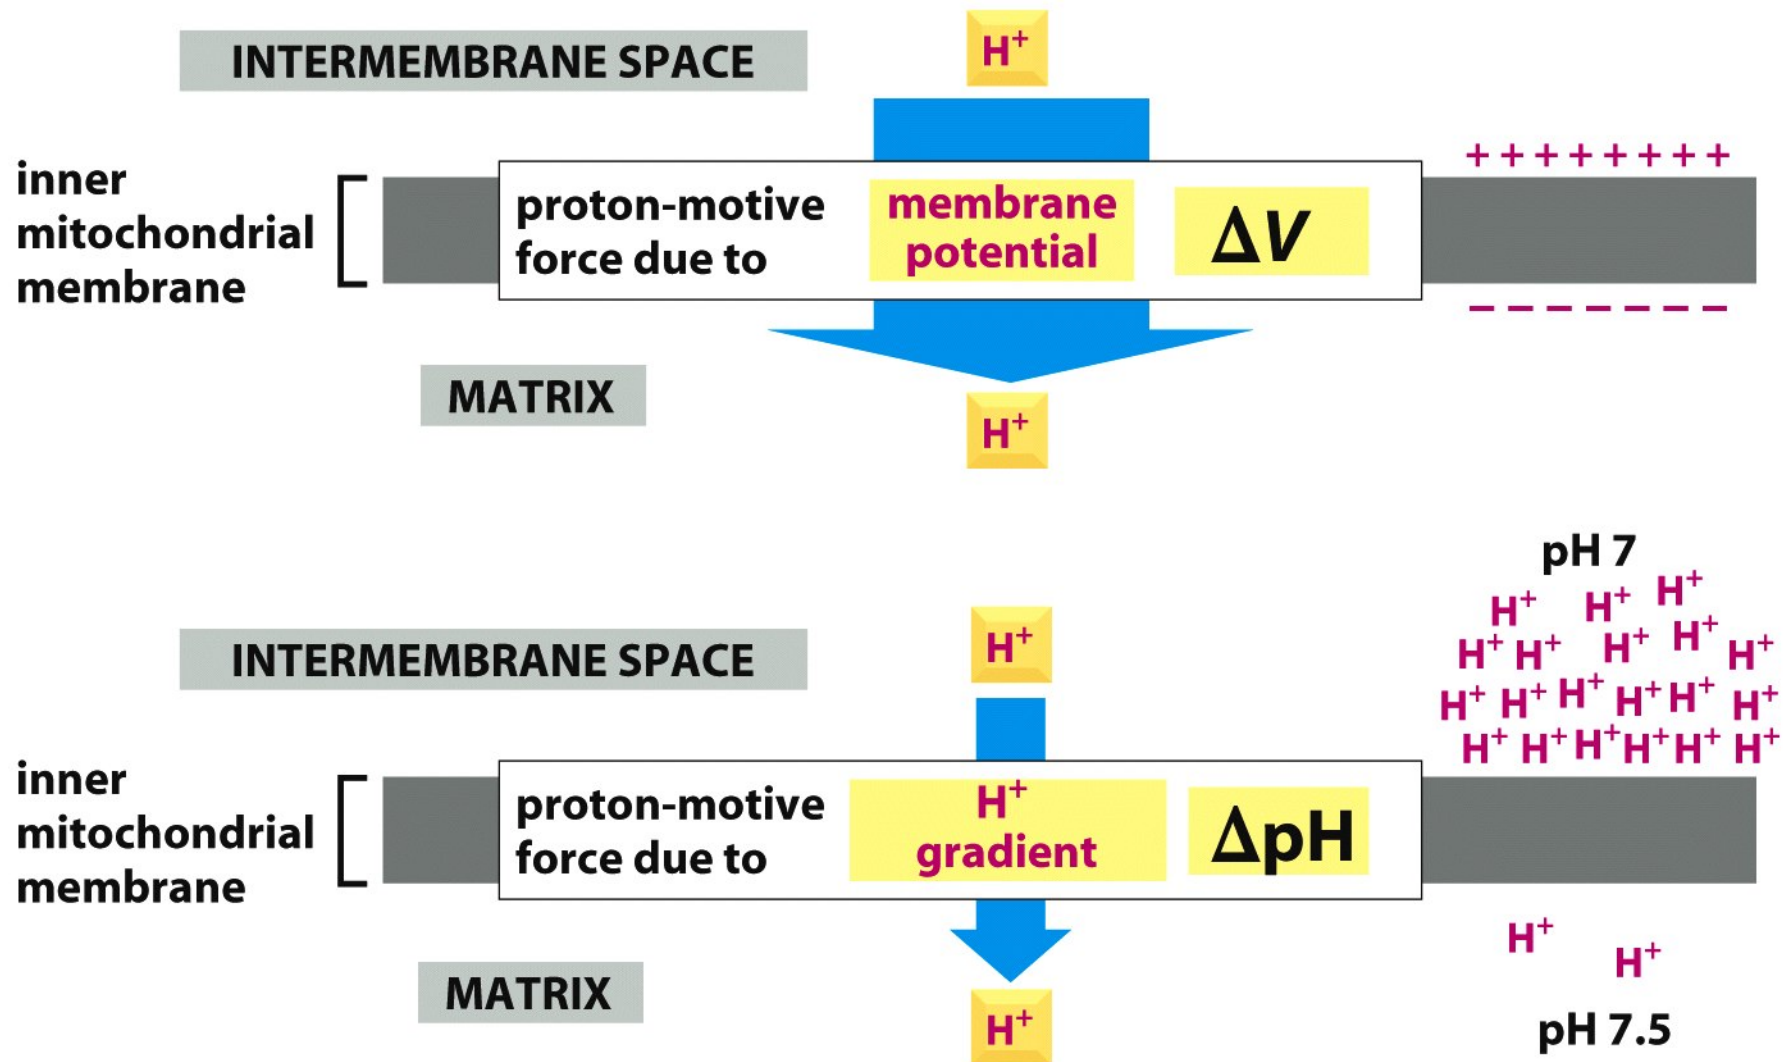 INTERMEMBRANE SPACE
H⁺
+ + + + + + + +
inner
mitochondrial
membrane
proton-motive
force due to
membrane
potential
ΔV
− − − − − − −
MATRIX
H⁺
pH 7
H⁺ H⁺ H⁺
H⁺ H⁺ H⁺ H⁺ H⁺
H⁺ H⁺ H⁺ H⁺ H⁺ H⁺
H⁺ H⁺ H⁺ H⁺ H⁺ H⁺
INTERMEMBRANE SPACE
H⁺
inner
mitochondrial
membrane
proton-motive
force due to
H⁺
gradient
ΔpH
H⁺ H⁺
pH 7.5
MATRIX
H⁺